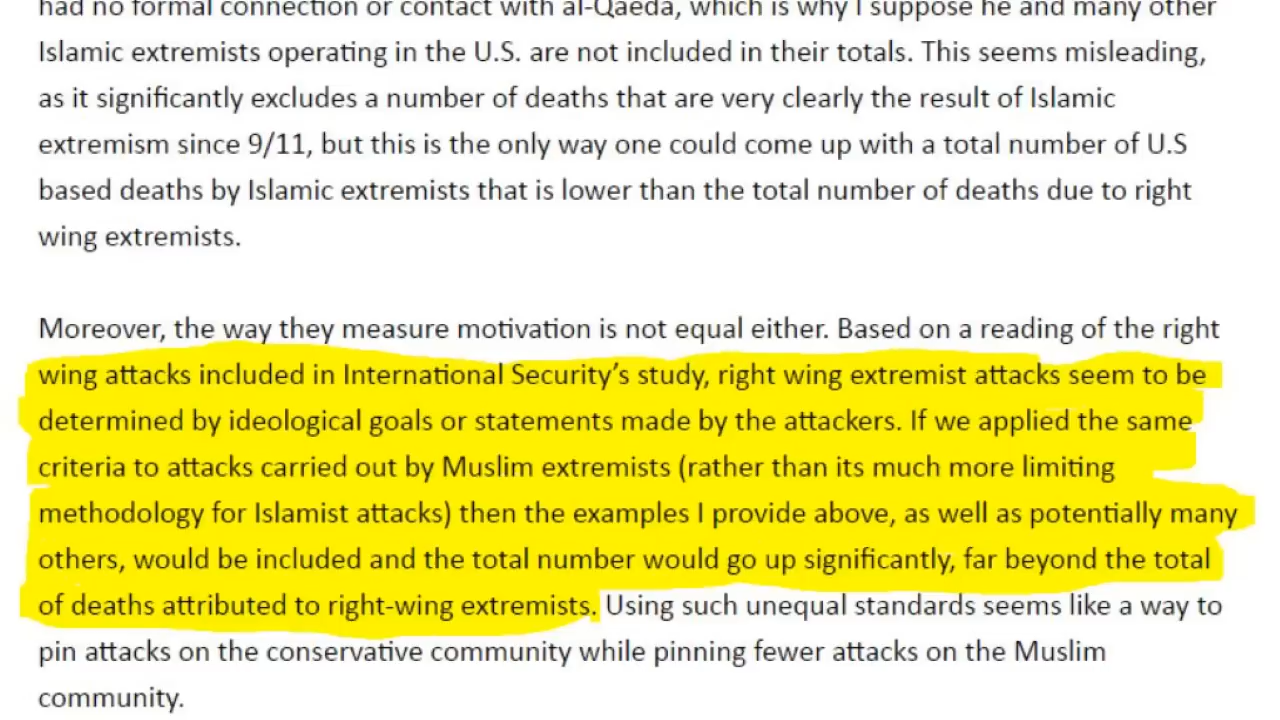 had no formal connection or contact with al-Qaeda, which is why I suppose he and many other
Islamic extremists operating in the U.S. are not included in their totals. This seems misleading,
as it significantly excludes a number of deaths that are very clearly the result of Islamic
extremism since 9/11, but this is the only way one could come up with a total number of U.S
based deaths by Islamic extremists that is lower than the total number of deaths due to right
wing extremists.
Moreover, the way they measure motivation is not equal either. Based on a reading of the right
wing attacks included in International Security’s study, right wing extremist attacks seem to be
determined by ideological goals or statements made by the attackers. If we applied the same
criteria to attacks carried out by Muslim extremists (rather than its much more limiting
methodology for Islamist attacks) then the examples I provide above, as well as potentially many
others, would be included and the total number would go up significantly, far beyond the total
of deaths attributed to right-wing extremists. Using such unequal standards seems like a way to
pin attacks on the conservative community while pinning fewer attacks on the Muslim
community.